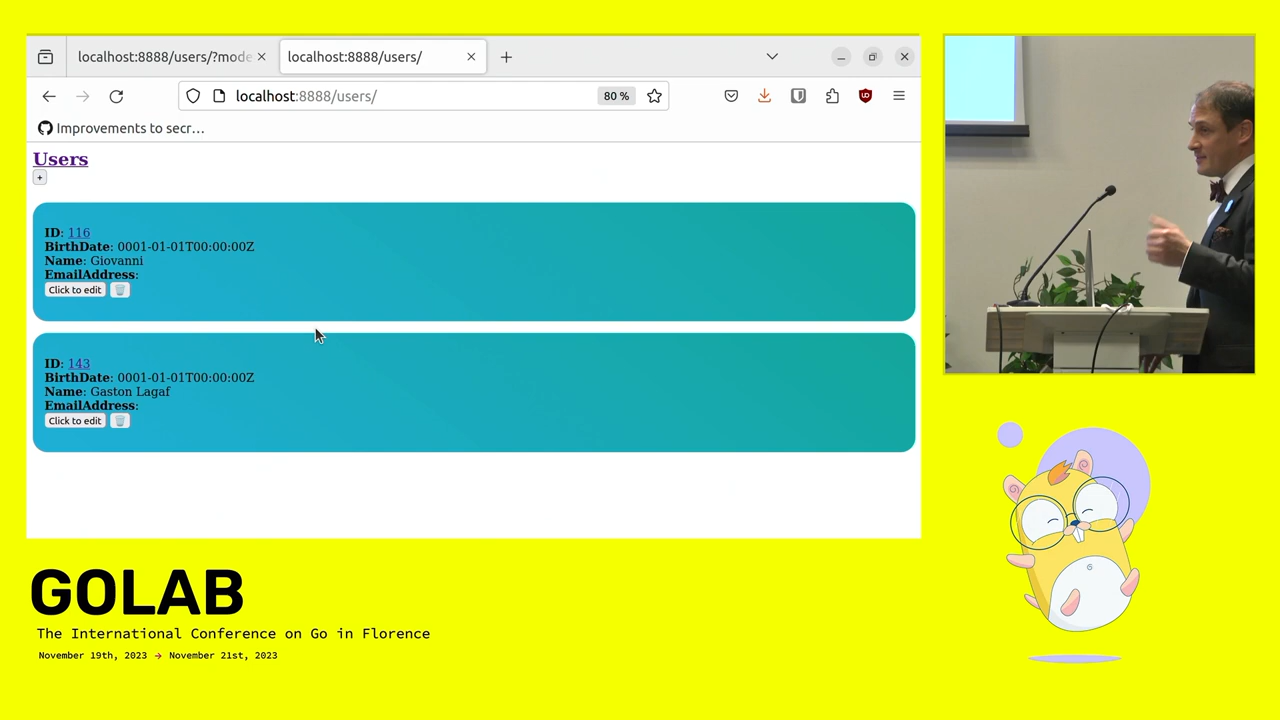 localhost:8888/users/?mode
localhost:8888/users/
localhost:8888/users/
80 %
Improvements to secr…
Users
+
ID: 116
BirthDate: 0001-01-01T00:00:00Z
Name: Giovanni
EmailAddress:
Click to edit
ID: 143
BirthDate: 0001-01-01T00:00:00Z
Name: Gaston Lagaf
EmailAddress:
Click to edit
GOLAB
The International Conference on Go in Florence
November 19th, 2023 → November 21st, 2023